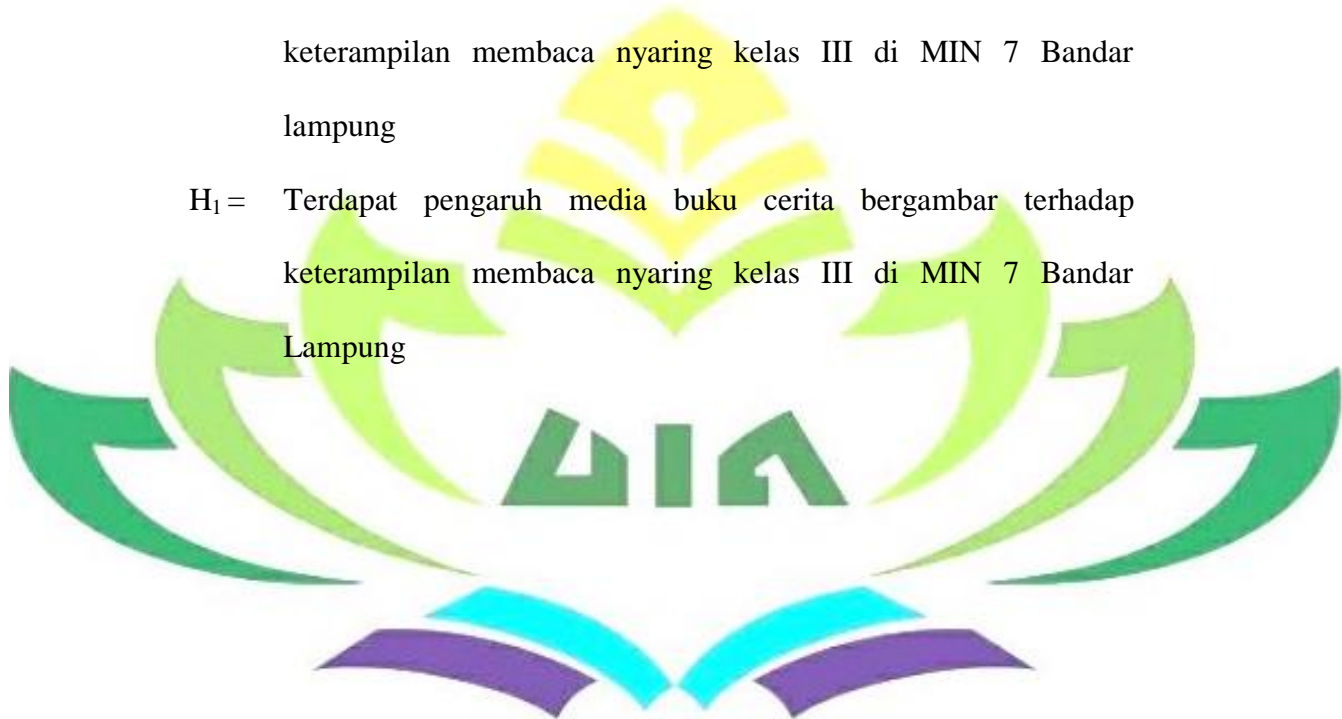 keterampilan membaca nyaring kelas III di MIN 7 Bandar
lampung
H₁ = Terdapat pengaruh media buku cerita bergambar terhadap
keterampilan membaca nyaring kelas III di MIN 7 Bandar
Lampung
UIN